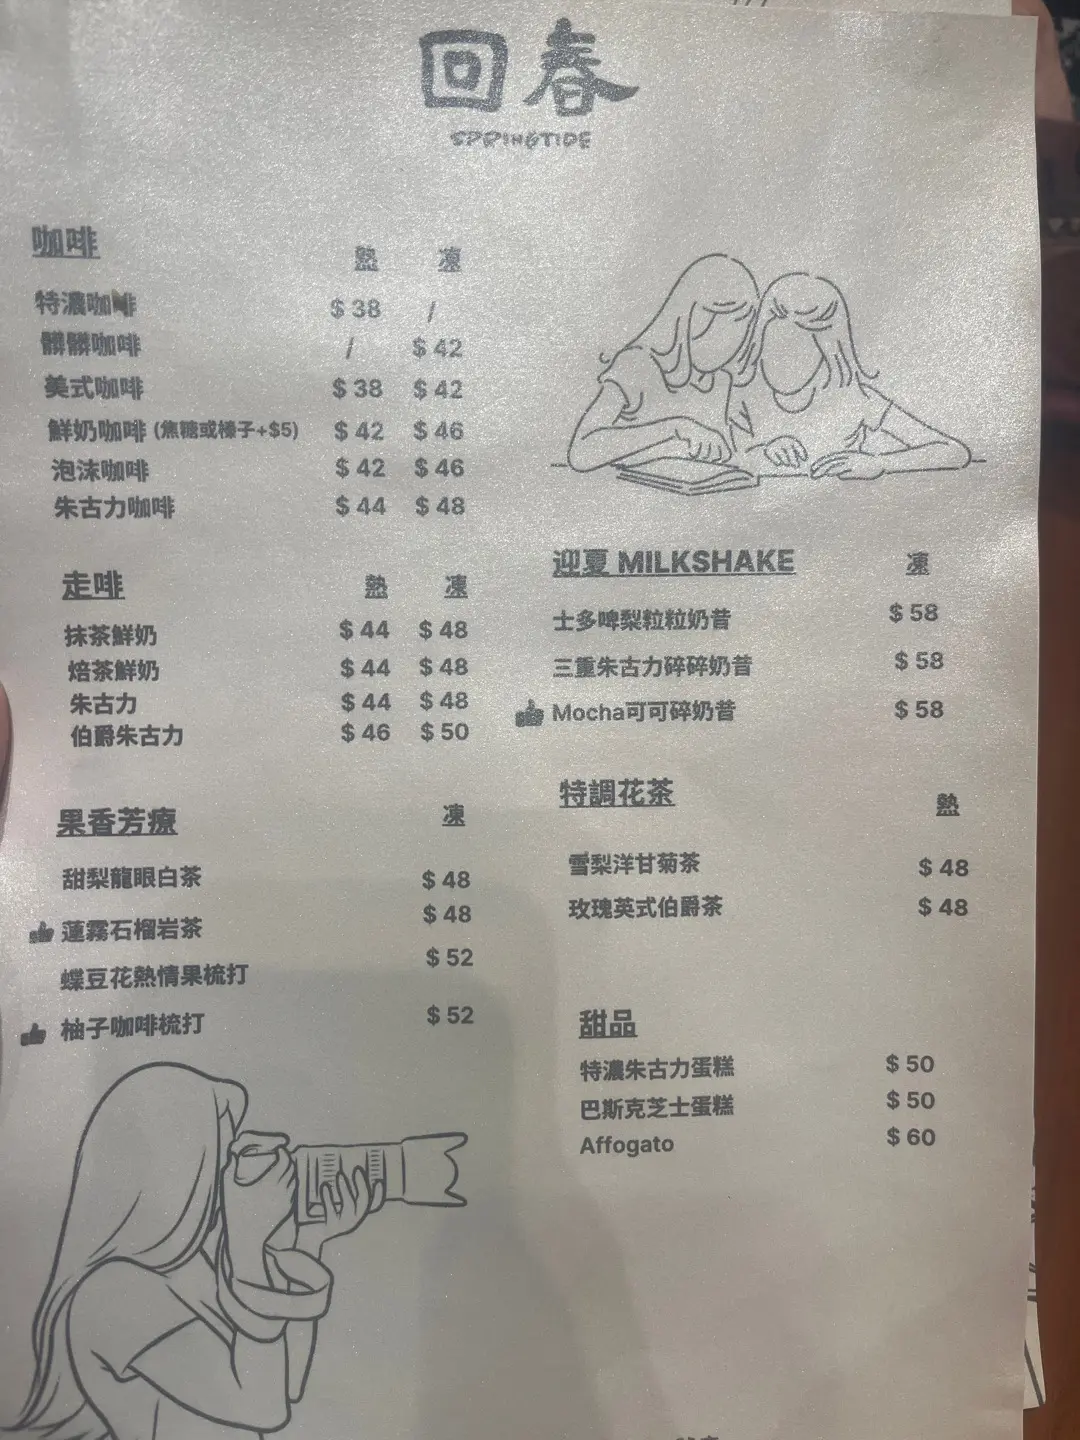 回春
SPRINGTIDE
咖啡 熱 凍
特濃咖啡 $38 /
髒髒咖啡 / $42
美式咖啡 $38 $42
鮮奶咖啡 (焦糖或榛子+$5) $42 $46
泡沫咖啡 $42 $46
朱古力咖啡 $44 $48
走啡 熱 凍
抹茶鮮奶 $44 $48
焙茶鮮奶 $44 $48
朱古力 $44 $48
伯爵朱古力 $46 $50
果香芳療 凍
甜梨龍眼白茶 $48
蓮霧石榴岩茶 $48
蝶豆花熱情果梳打 $52
柚子咖啡梳打 $52
迎夏 MILKSHAKE 凍
士多啤梨粒粒奶昔 $58
三重朱古力碎碎奶昔 $58
Mocha可可碎奶昔 $58
特調花茶 熱
雪梨洋甘菊茶 $48
玫瑰英式伯爵茶 $48
甜品
特濃朱古力蛋糕 $50
巴斯克芝士蛋糕 $50
Affogato $60